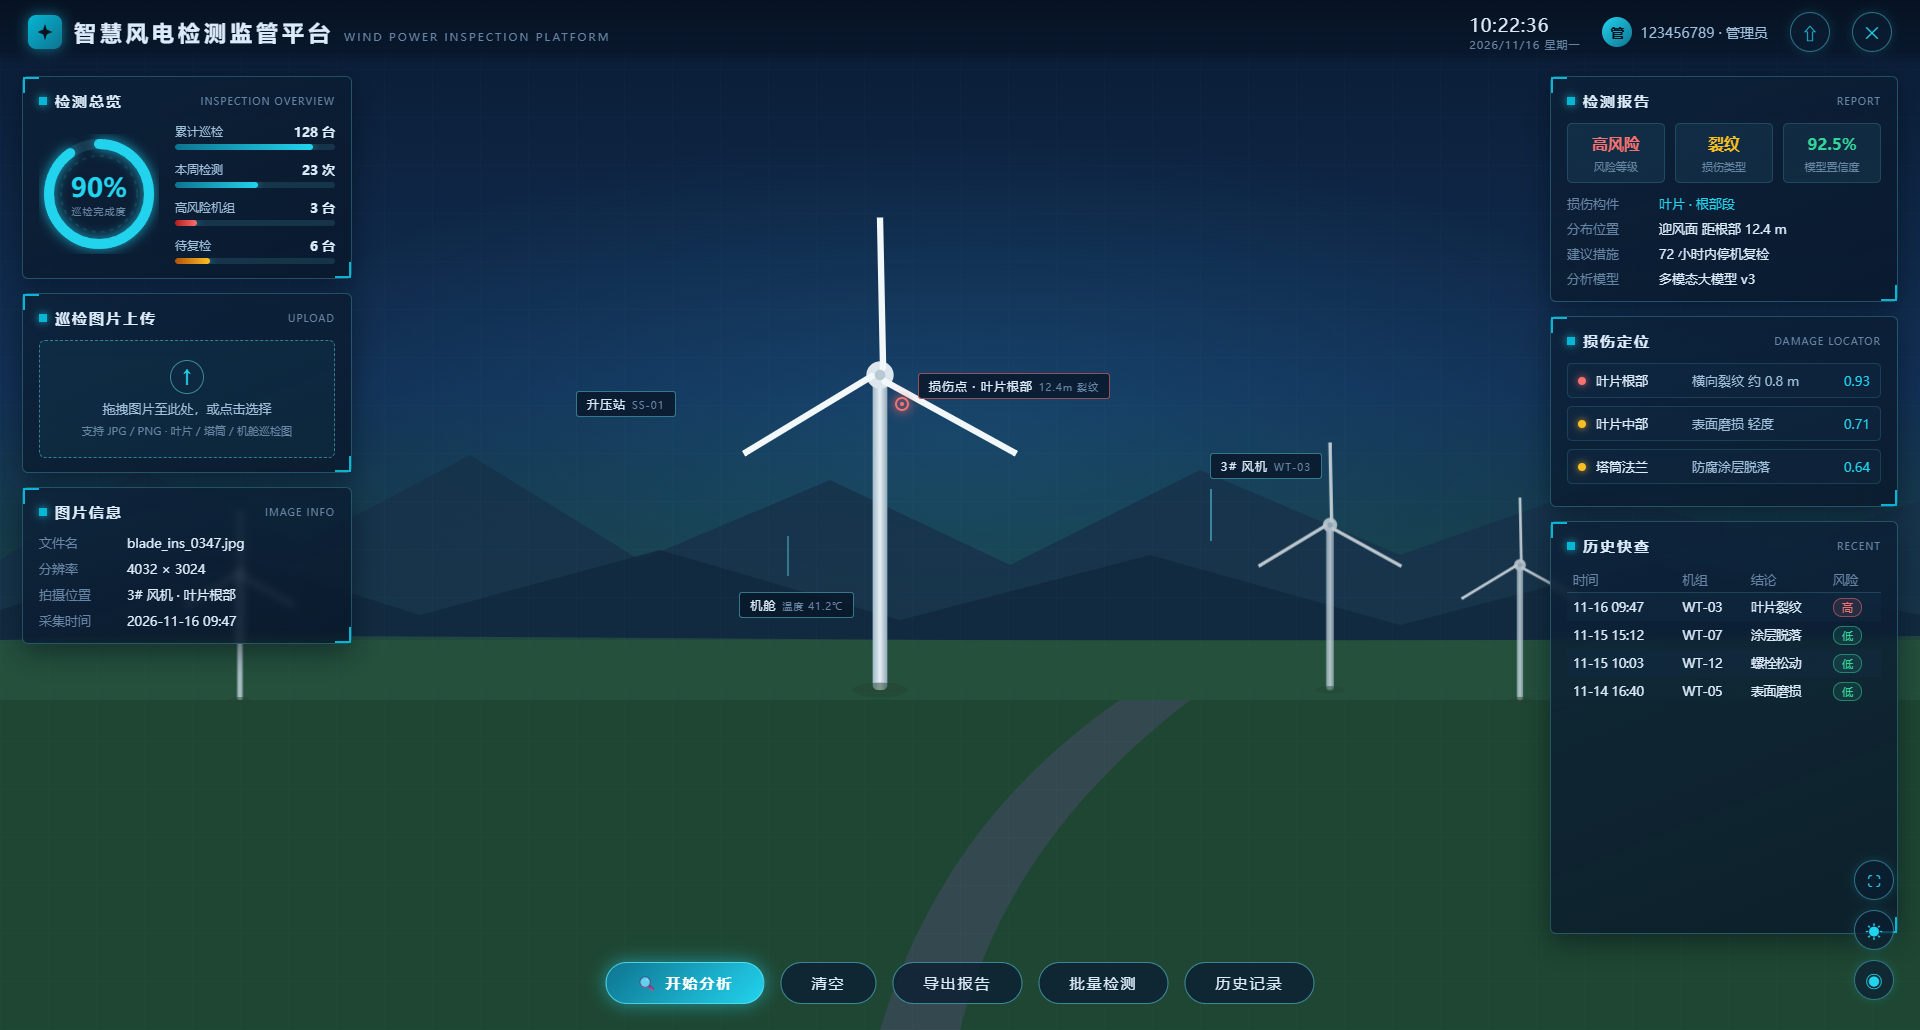 智慧风电检测监管平台 WIND POWER INSPECTION PLATFORM
10:22:36
2026/11/16 星期一
管 123456789 · 管理员
检测总览 INSPECTION OVERVIEW
90%
巡检完成度
累计巡检 128 台
本周检测 23 次
高风险机组 3 台
待复检 6 台
巡检图片上传 UPLOAD
拖拽图片至此处，或点击选择
支持 JPG / PNG · 叶片 / 塔筒 / 机舱巡检图
图片信息 IMAGE INFO
文件名 blade_ins_0347.jpg
分辨率 4032 × 3024
拍摄位置 3# 风机 · 叶片根部
采集时间 2026-11-16 09:47
损伤点 · 叶片根部 12.4m 裂纹
升压站 SS-01
3# 风机 WT-03
机舱 温度 41.2℃
检测报告 REPORT
高风险 裂纹 92.5%
风险等级 损伤类型 模型置信度
损伤构件 叶片 · 根部段
分布位置 迎风面 距根部 12.4 m
建议措施 72 小时内停机复检
分析模型 多模态大模型 v3
损伤定位 DAMAGE LOCATOR
叶片根部 横向裂纹 约 0.8 m 0.93
叶片中部 表面磨损 轻度 0.71
塔筒法兰 防腐涂层脱落 0.64
历史快查 RECENT
时间 机组 结论 风险
11-16 09:47 WT-03 叶片裂纹 高
11-15 15:12 WT-07 涂层脱落 低
11-15 10:03 WT-12 螺栓松动 低
11-14 16:40 WT-05 表面磨损 低
开始分析 清空 导出报告 批量检测 历史记录